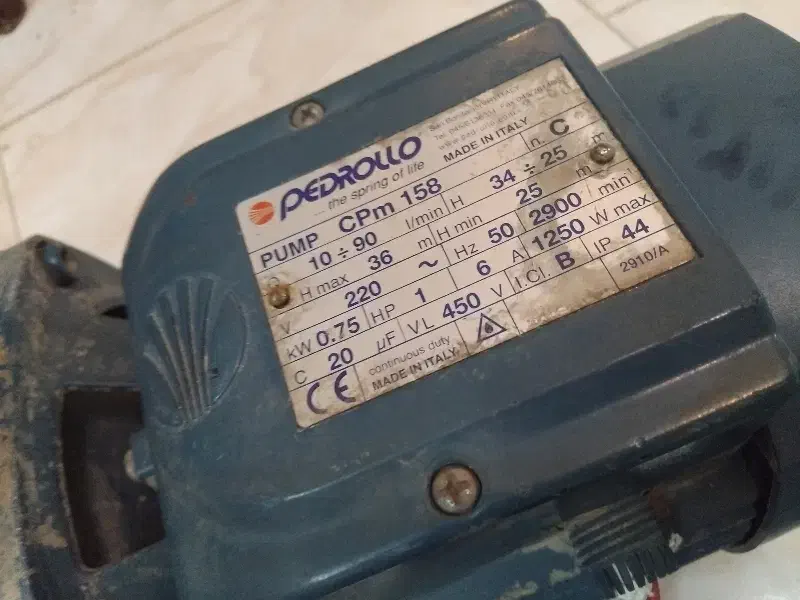 PEDROLLO
...the spring of life
MADE IN ITALY
PUMP CPm 158 n. C
10÷90 l/min H 34÷25 m
H max 36 m H min 25 m
V 220 ~ Hz 50 2900 min¹
kW 0.75 HP 1 6 A 1250 W max
C 20 µF VL 450 V I.Cl. B IP 44
CE continuous duty
MADE IN ITALY 2910/A